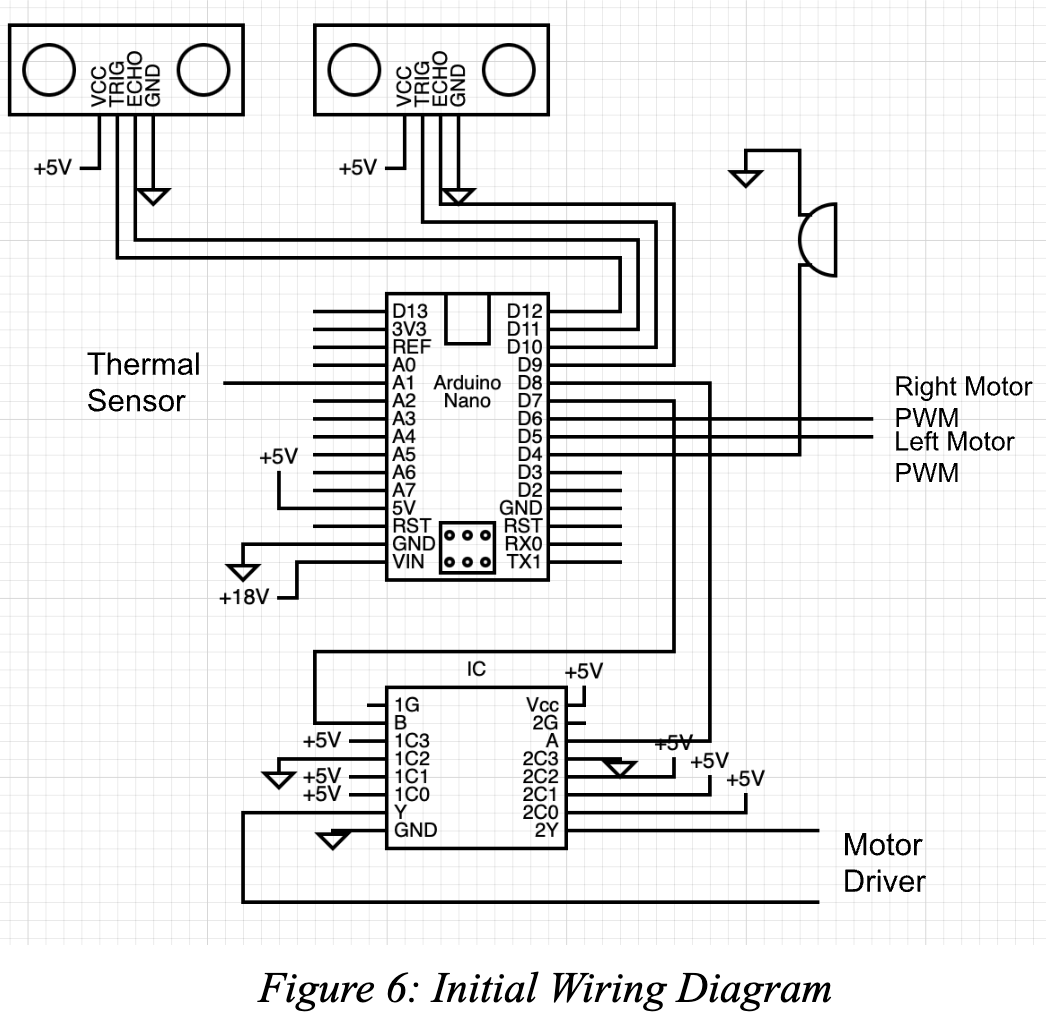 VCC
TRIG
ECHO
GND
VCC
TRIG
ECHO
GND
+5V
+5V
D13
3V3
REF
A0
A1
A2
A3
A4
A5
A6
A7
5V
RST
GND
VIN
Arduino
Nano
D12
D11
D10
D9
D8
D7
D6
D5
D4
D3
D2
GND
RST
RX0
TX1
Thermal
Sensor
+5V
+18V
Right Motor
PWM
Left Motor
PWM
IC
+5V
1G
B
1C3
1C2
1C1
1C0
Y
GND
Vcc
2G
A
2C3
2C2
2C1
2C0
2Y
+5V
+5V
+5V
+5V
+5V
+5V
Motor
Driver
Figure 6: Initial Wiring Diagram